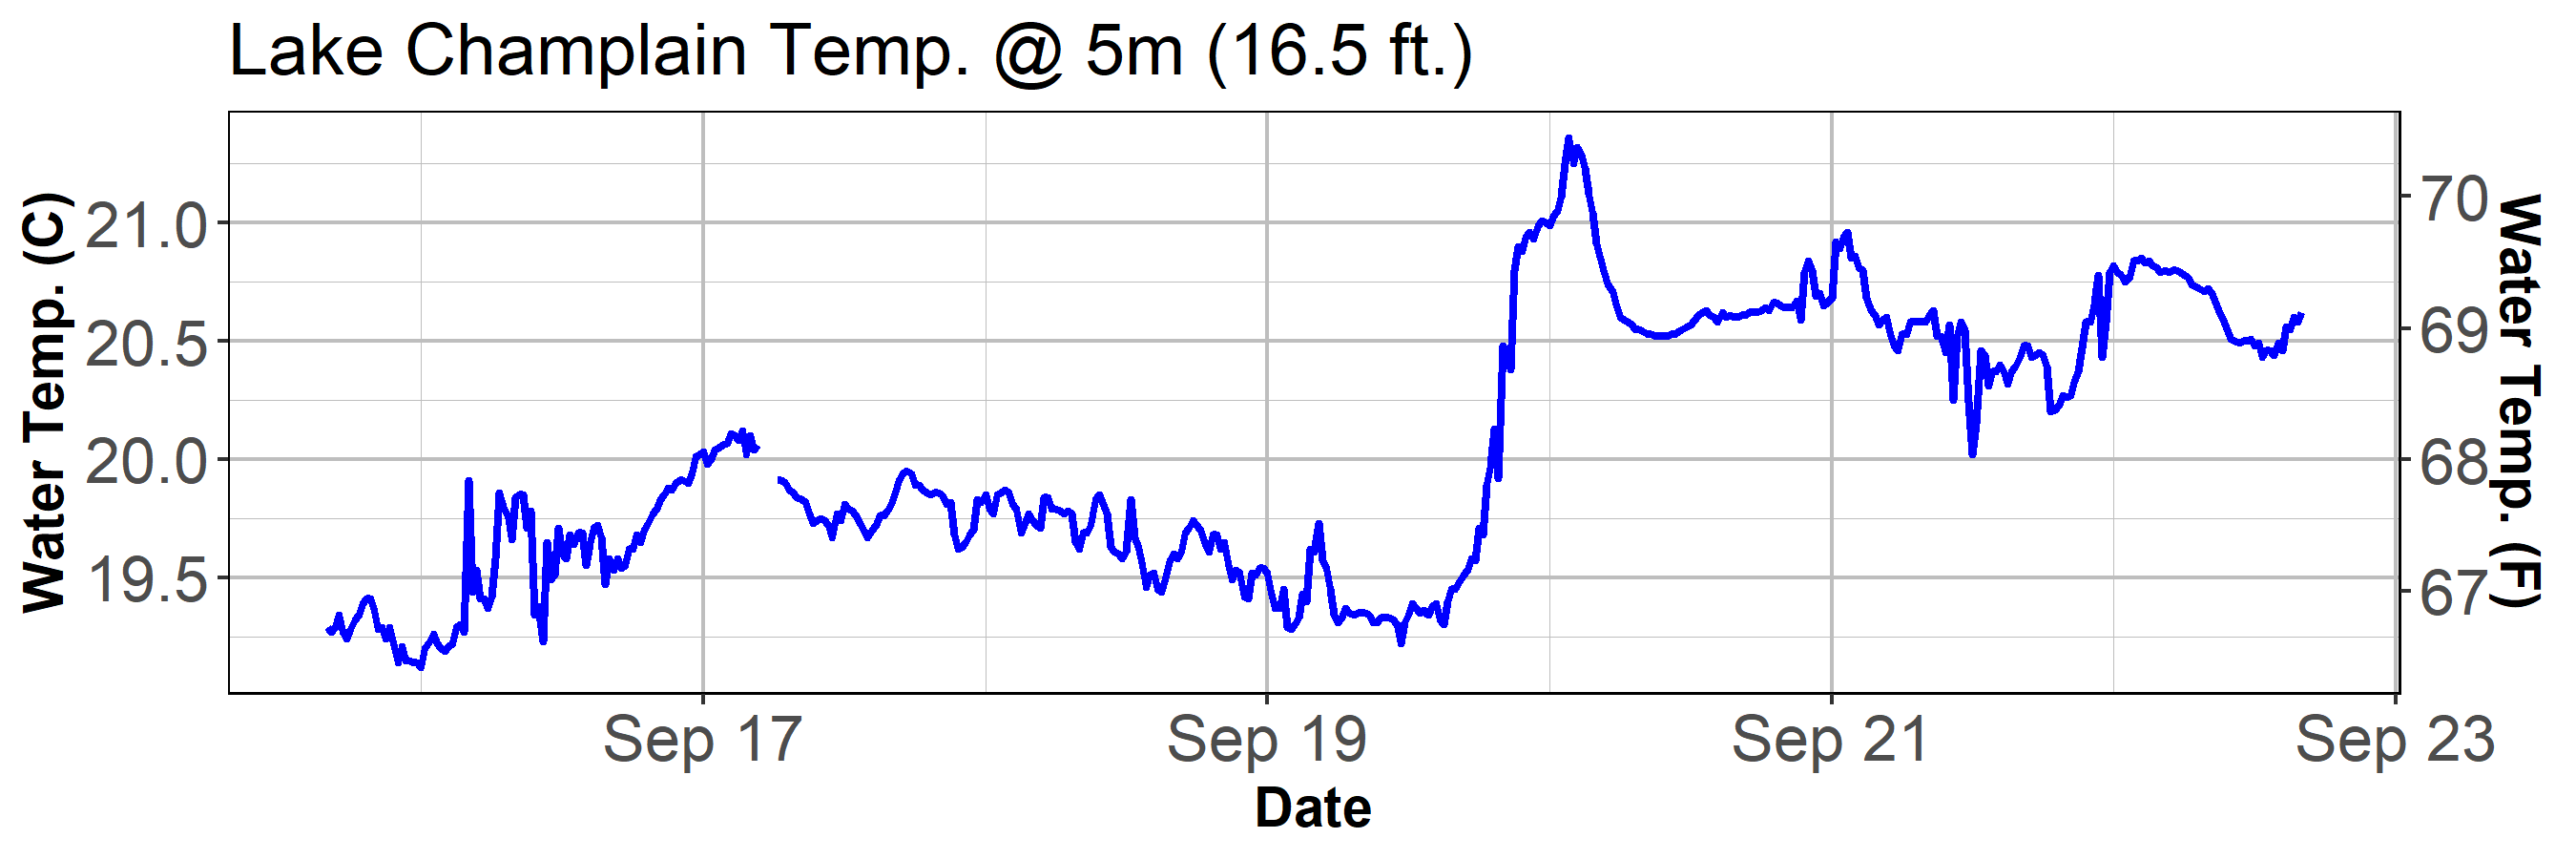 Lake Champlain Temp. @ 5m (16.5 ft.)
Water Temp. (C)
21.0
20.5
20.0
19.5
70
69
68
67
Water Temp. (F)
Sep 17
Sep 19
Sep 21
Sep 23
Date